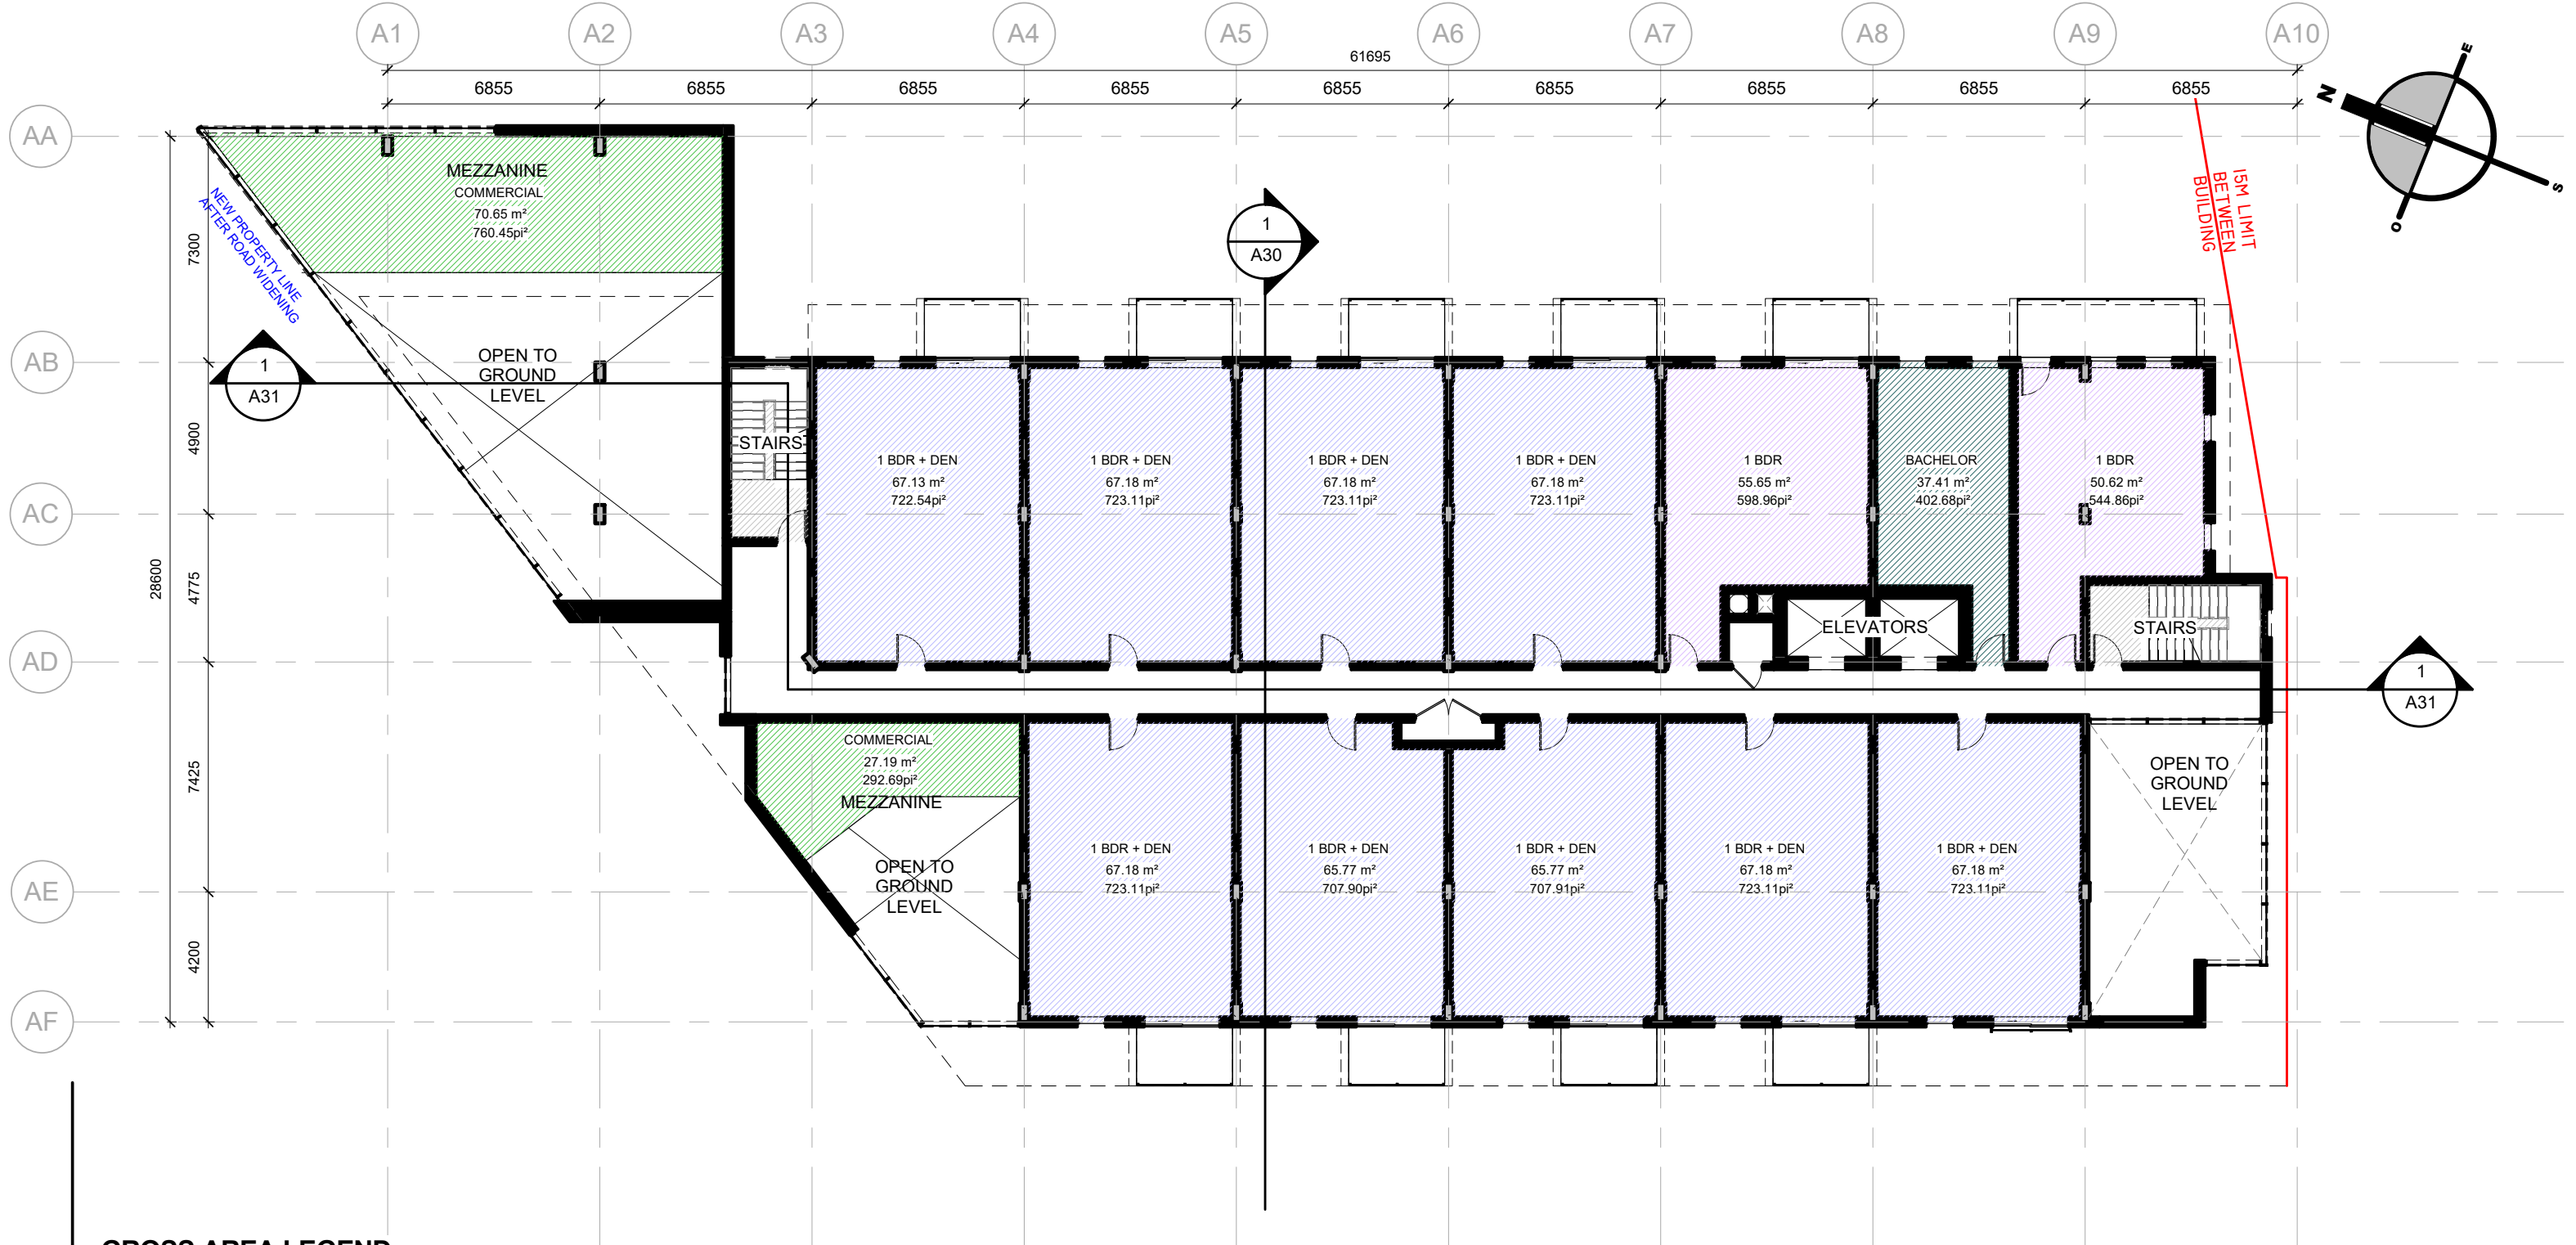 A1
A2
A3
A4
A5
A6
A7
A8
A9
A10
61695
6855
6855
6855
6855
6855
6855
6855
6855
6855
N
E
S
O
AA
AB
AC
AD
AE
AF
28600
7300
4900
4775
7425
4200
MEZZANINE
COMMERCIAL
70.65 m²
760.45pi²
NEW PROPERTY LINE
AFTER ROAD WIDENING
15M LIMIT
BETWEEN
BUILDING
1
A30
1
A31
OPEN TO
GROUND
LEVEL
STAIRS
1 BDR + DEN
67.13 m²
722.54pi²
1 BDR + DEN
67.18 m²
723.11pi²
1 BDR + DEN
67.18 m²
723.11pi²
1 BDR + DEN
67.18 m²
723.11pi²
1 BDR
55.65 m²
598.96pi²
BACHELOR
37.41 m²
402.68pi²
1 BDR
50.62 m²
544.86pi²
ELEVATORS
STAIRS
1
A31
COMMERCIAL
27.19 m²
292.69pi²
MEZZANINE
OPEN TO
GROUND
LEVEL
1 BDR + DEN
67.18 m²
723.11pi²
1 BDR + DEN
65.77 m²
707.90pi²
1 BDR + DEN
65.77 m²
707.91pi²
1 BDR + DEN
67.18 m²
723.11pi²
1 BDR + DEN
67.18 m²
723.11pi²
OPEN TO
GROUND
LEVEL
GROSS AREA LEGEND